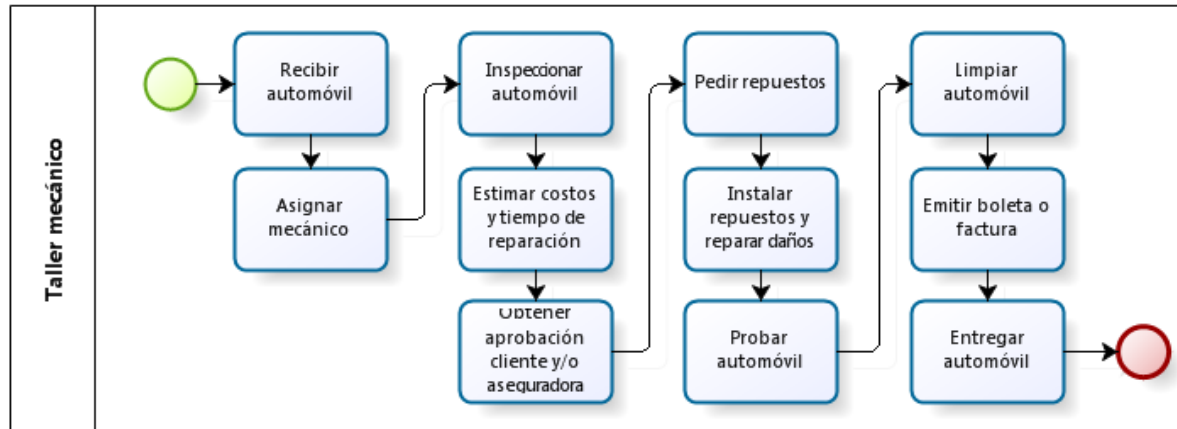 Taller mecánico
Recibir
automóvil
Asignar
mecánico
Inspeccionar
automóvil
Estimar costos
y tiempo de
reparación
Obtener
aprobación
cliente y/o
aseguradora
Pedir repuestos
Instalar
repuestos y
reparar daños
Probar
automóvil
Limpiar
automóvil
Emitir boleta o
factura
Entregar
automóvil